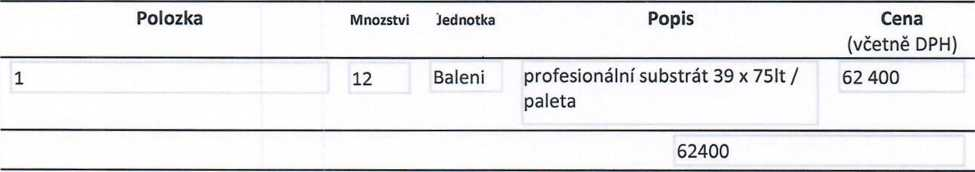 Polozka Mnozstvi Jednotka Popis Cena
(včetně DPH)
1 12 Baleni profesionální substrát 39 x 75lt / 62 400
paleta
62400